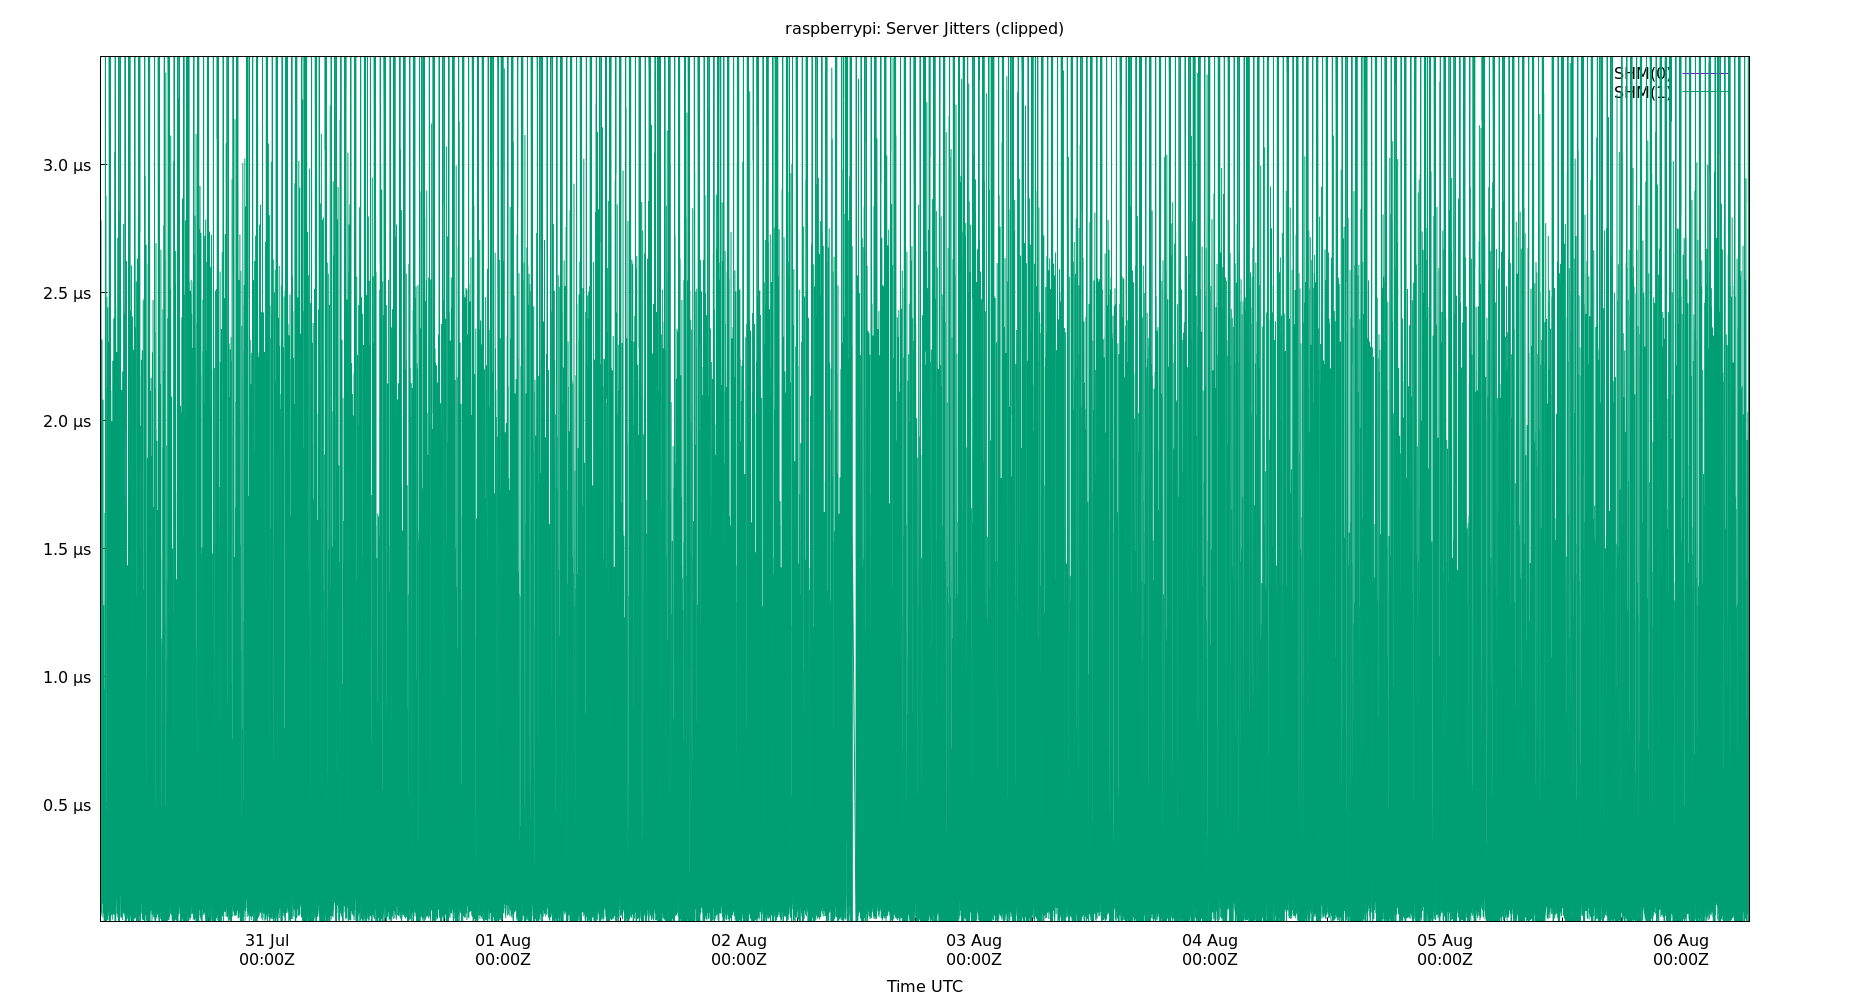 raspberrypi: Server Jitters (clipped)
SHM(0)
SHM(1)
3.0 μs
2.5 μs
2.0 μs
1.5 μs
1.0 μs
0.5 μs
31 Jul
00:00Z
01 Aug
00:00Z
02 Aug
00:00Z
03 Aug
00:00Z
04 Aug
00:00Z
05 Aug
00:00Z
06 Aug
00:00Z
Time UTC